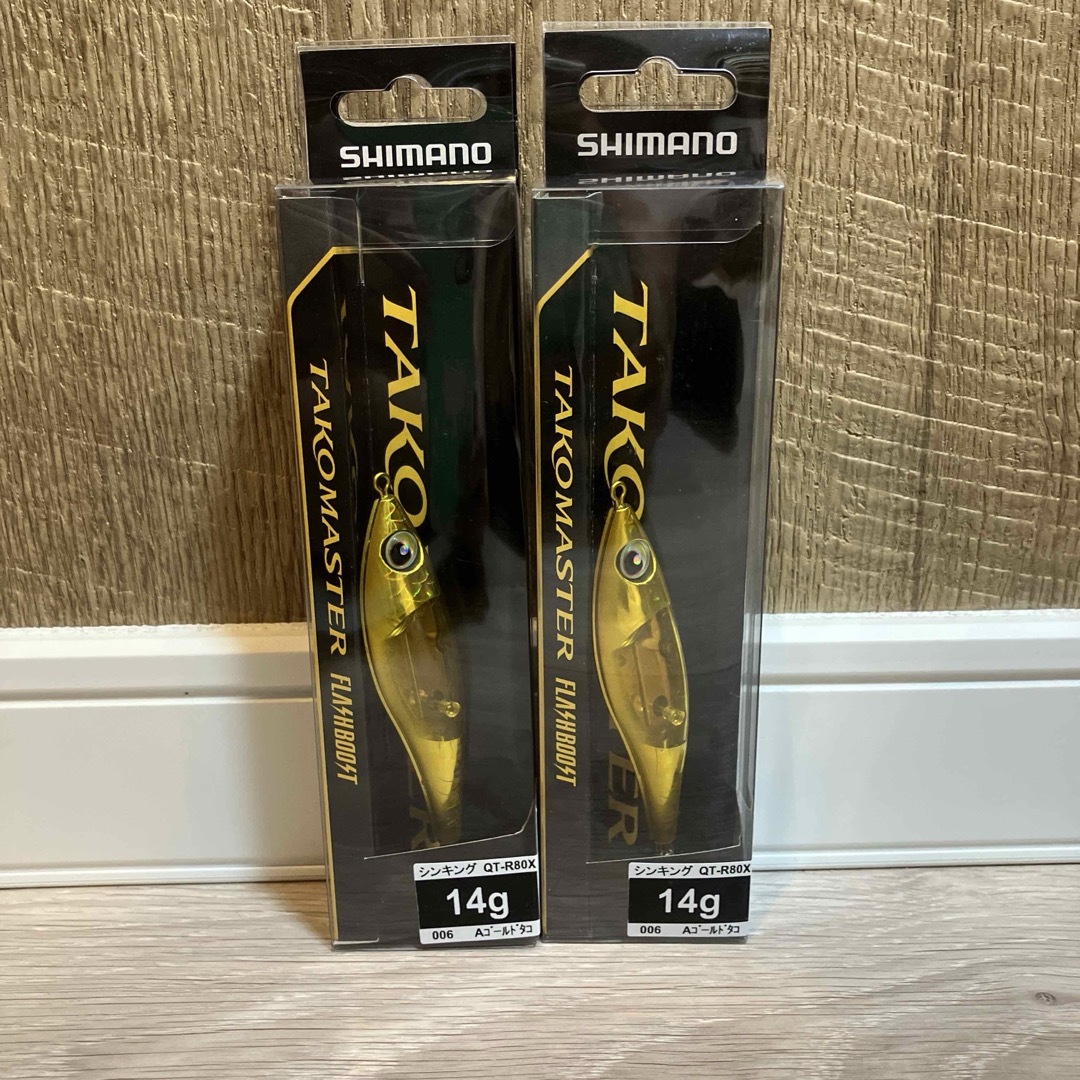 SHIMANO
TAKO
TAKOMASTER FLASHBOOST
ER
シンキング QT-R80X
14g
006 Aゴールドタコ
SHIMANO
TAKO
TAKOMASTER FLASHBOOST
TER
シンキング QT-R80X
14g
006 Aゴールドタコ